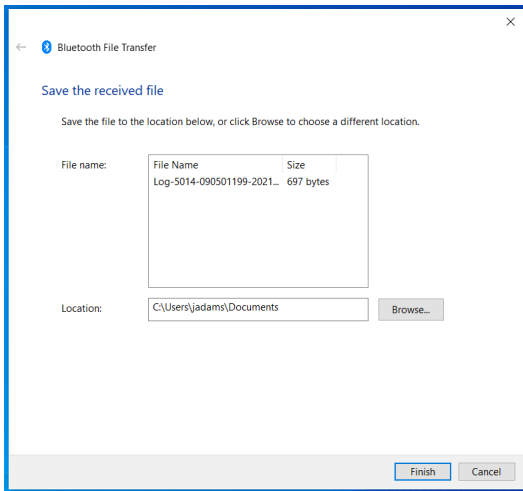 Bluetooth File Transfer
Save the received file
Save the file to the location below, or click Browse to choose a different location.
File name:
File Name Size
Log-5014-090501199-2021... 697 bytes
Location: C:\Users\jadams\Documents Browse...
Finish Cancel